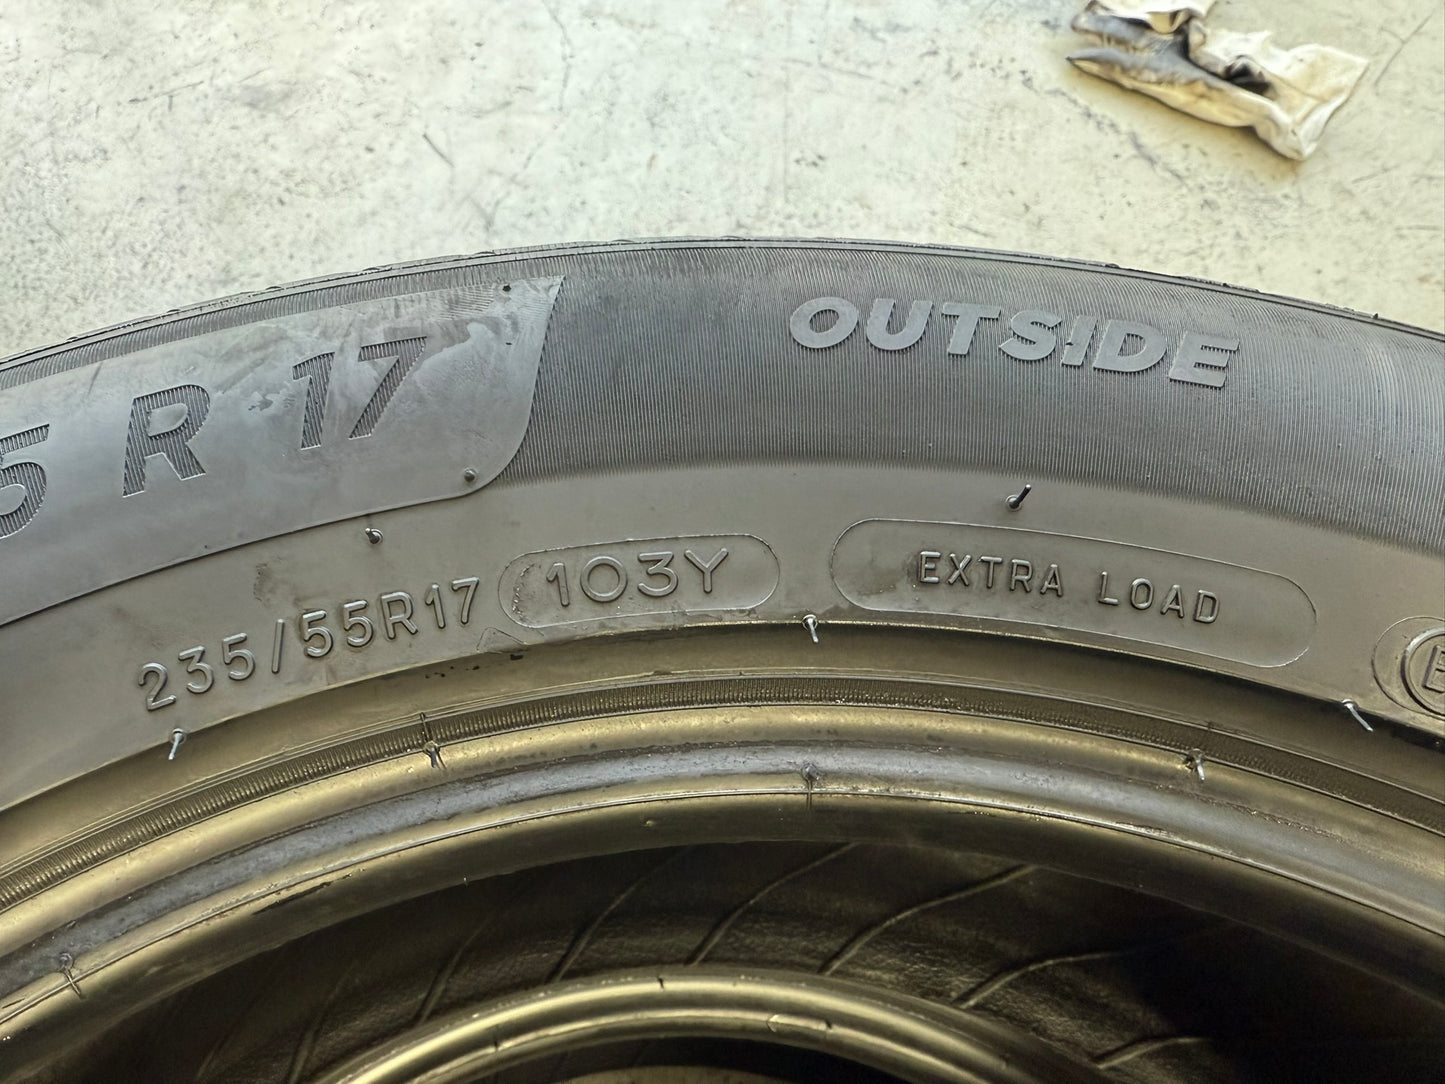 5 R 17
OUTSIDE
235/55R17 103Y
EXTRA LOAD
E